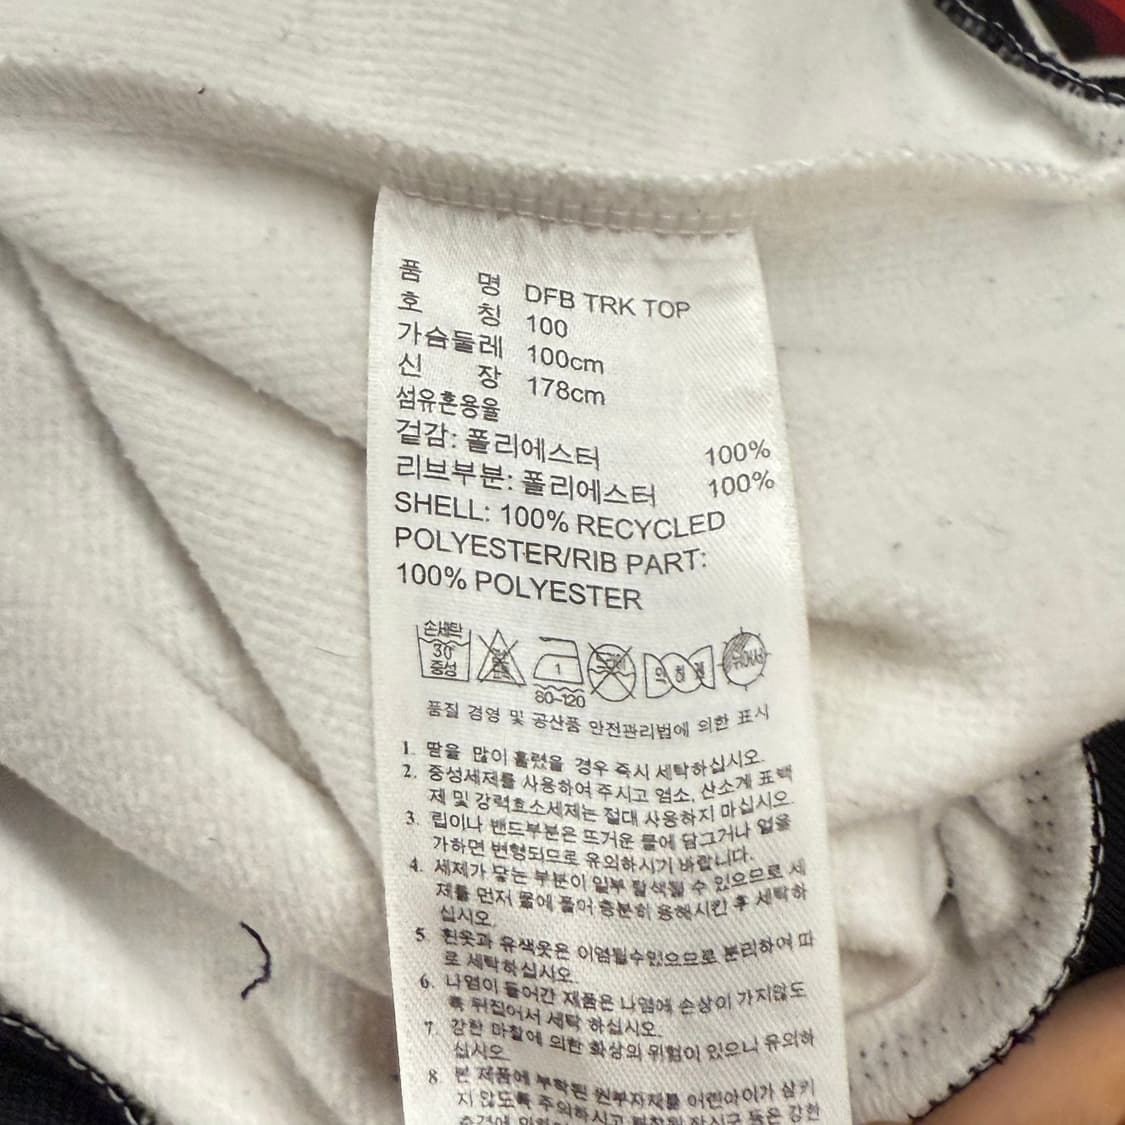 품 명 DFB TRK TOP
호 칭 100
가슴둘레 100cm
신 장 178cm
섬유혼용율
겉감: 폴리에스터 100%
리브부분: 폴리에스터 100%
SHELL: 100% RECYCLED
POLYESTER/RIB PART:
100% POLYESTER
손세탁 30 중성 1 80~120 약하게 뉘어서
품질 경영 및 공산품 안전관리법에 의한 표시
1. 땀을 많이 흘렸을 경우 즉시 세탁하십시오.
2. 중성세제를 사용하여 주시고 염소, 산소계 표백
제 및 강력효소세제는 절대 사용하지 마십시오
3. 립이나 밴드부분은 뜨거운 물에 담그거나 열을
가하면 변형되므로 유의하시기 바랍니다.
4. 세제가 닿는 부분이 일부 탈색될 수 있으므로 세
제를 먼저 물에 풀어 충분히 용해시킨 후 세탁하
십시오.
5. 흰옷과 유색옷은 이염될수있으므로 분리하여 따
로 세탁하십시오.
6. 나염이 들어간 제품은 나염에 손상이 가지않도
록 뒤집어서 세탁 하십시오.
7. 강한 마찰에 의한 화상의 위험이 있으니 유의하
십시오
8. 본 제품에 부착된 원부자재를 어린아이가 삼키
지 않도록 주의하시고 장식구 등은 강한